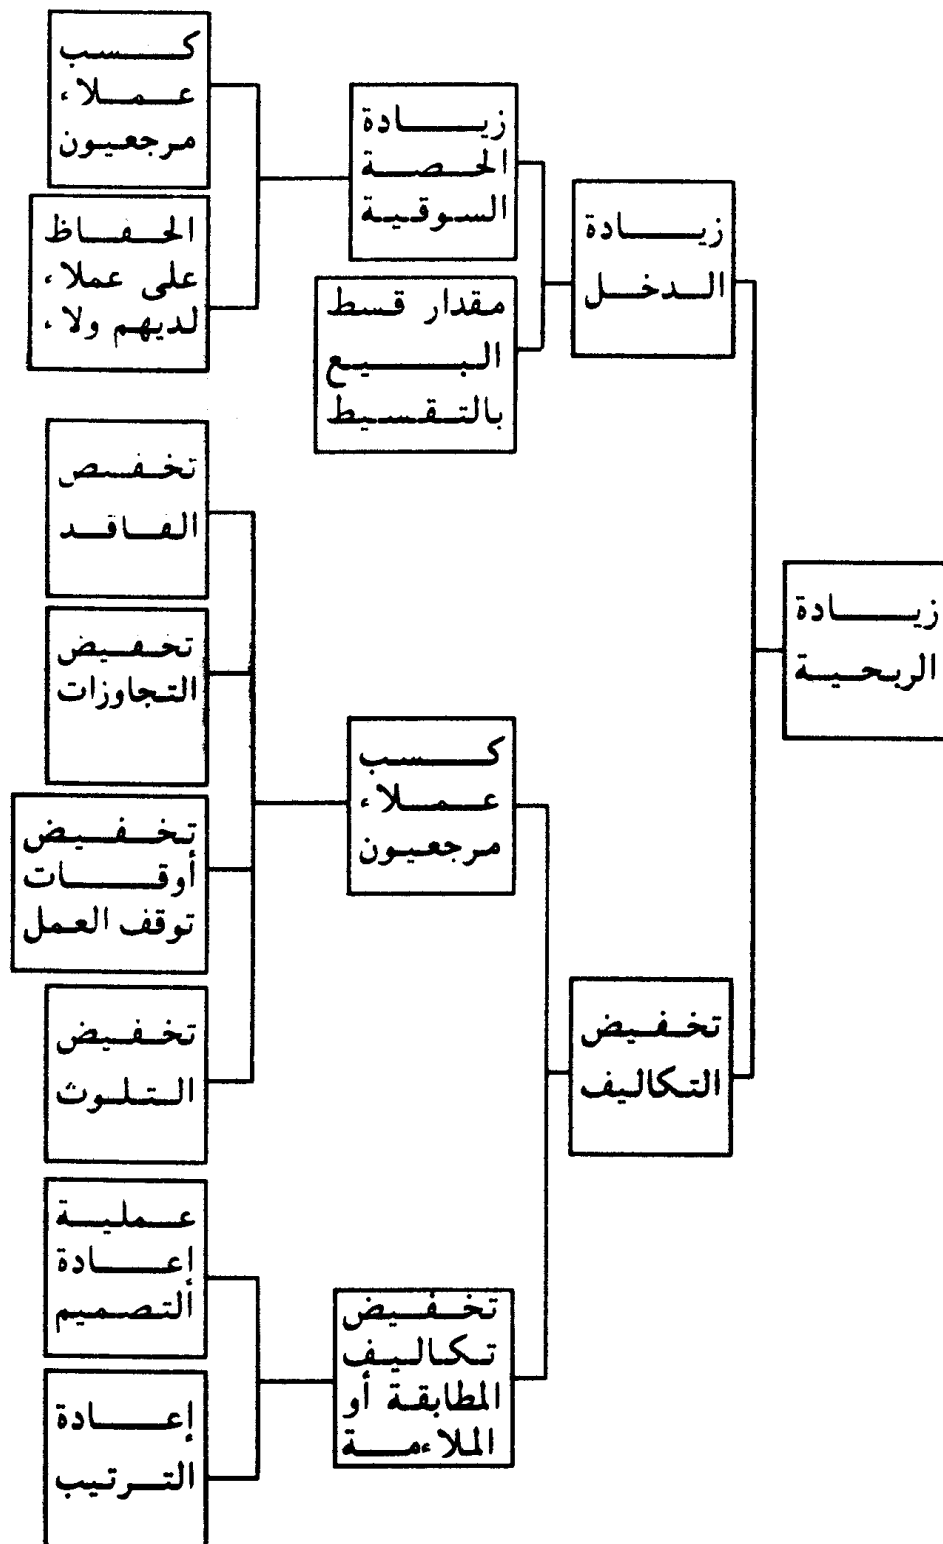 زيادة
الربحية
زيادة
الدخل
زيادة
الحصة
السوقية
كسب
عملاء
مرجعيون
الحفاظ
على عملاء
لديهم ولاء
مقدار قسط
البيع
بالتقسيط
تخفيض
التكاليف
كسب
عملاء
مرجعيون
تخفيض
الفاقد
تخفيض
التجاوزات
تخفيض
أوقات
توقف العمل
تخفيض
التلوث
تخفيض
تكاليف
المطابقة أو
الملاءمة
عملية
إعادة
ألتصميم
إعادة
الترتيب